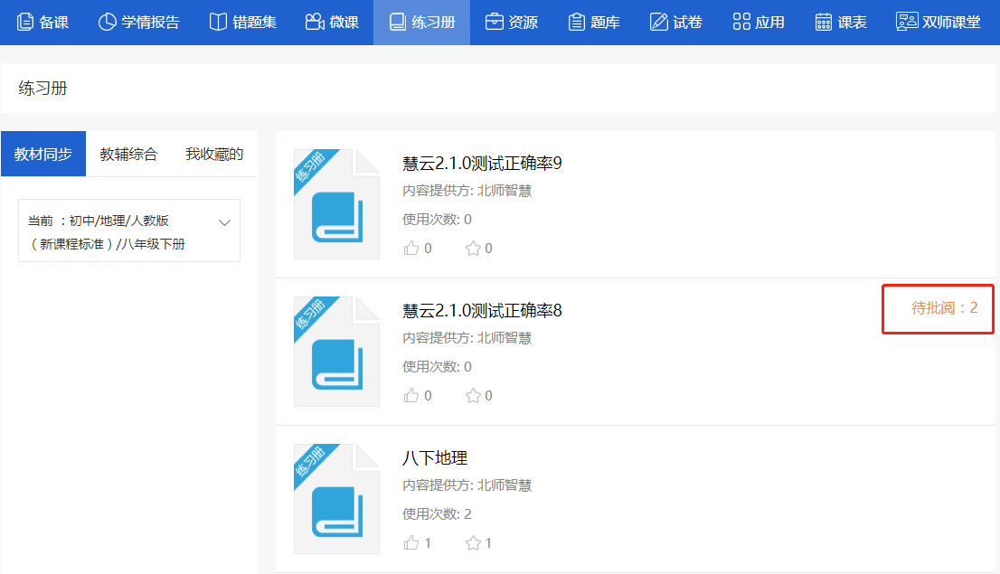 备课 学情报告 错题集 微课 练习册 资源 题库 试卷 应用 课表 双师课堂
练习册
教材同步 教辅综合 我收藏的
当前 ：初中/地理/人教版
（新课程标准）/八年级下册
练习册
慧云2.1.0测试正确率9
内容提供方: 北师智慧
使用次数: 0
0 0
练习册
慧云2.1.0测试正确率8
待批阅：2
内容提供方: 北师智慧
使用次数: 0
0 0
练习册
八下地理
内容提供方: 北师智慧
使用次数: 2
1 1